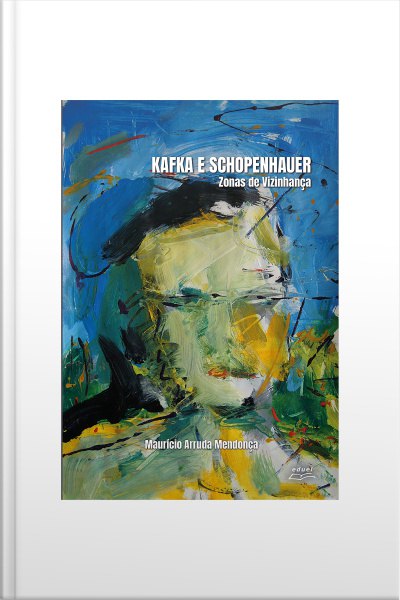 KAFKA E SCHOPENHAUER
Zonas de Vizinhança
Maurício Arruda Mendonça
eduel